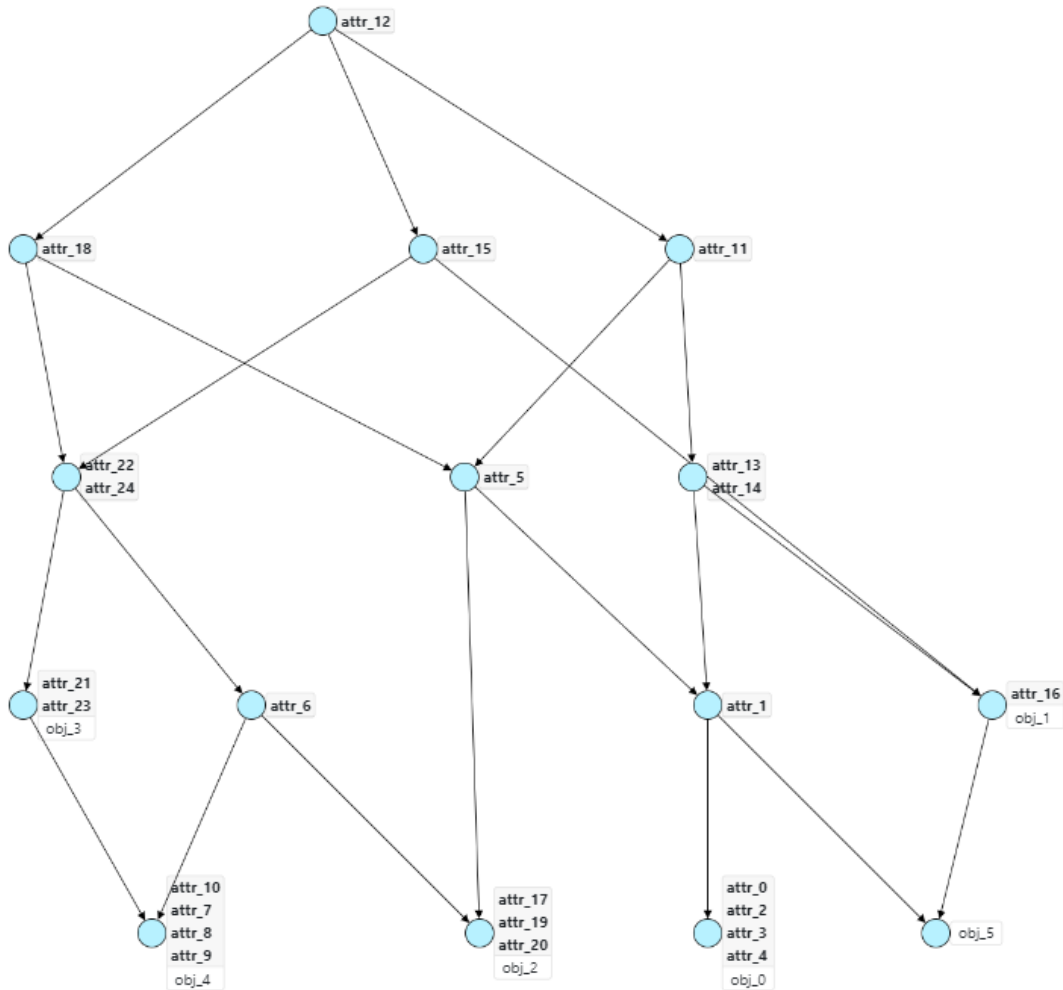 attr_12
attr_18
attr_15
attr_11
attr_22
attr_24
attr_5
attr_13
attr_14
attr_21
attr_23
obj_3
attr_6
attr_1
attr_16
obj_1
attr_10
attr_7
attr_8
attr_9
obj_4
attr_17
attr_19
attr_20
obj_2
attr_0
attr_2
attr_3
attr_4
obj_0
obj_5